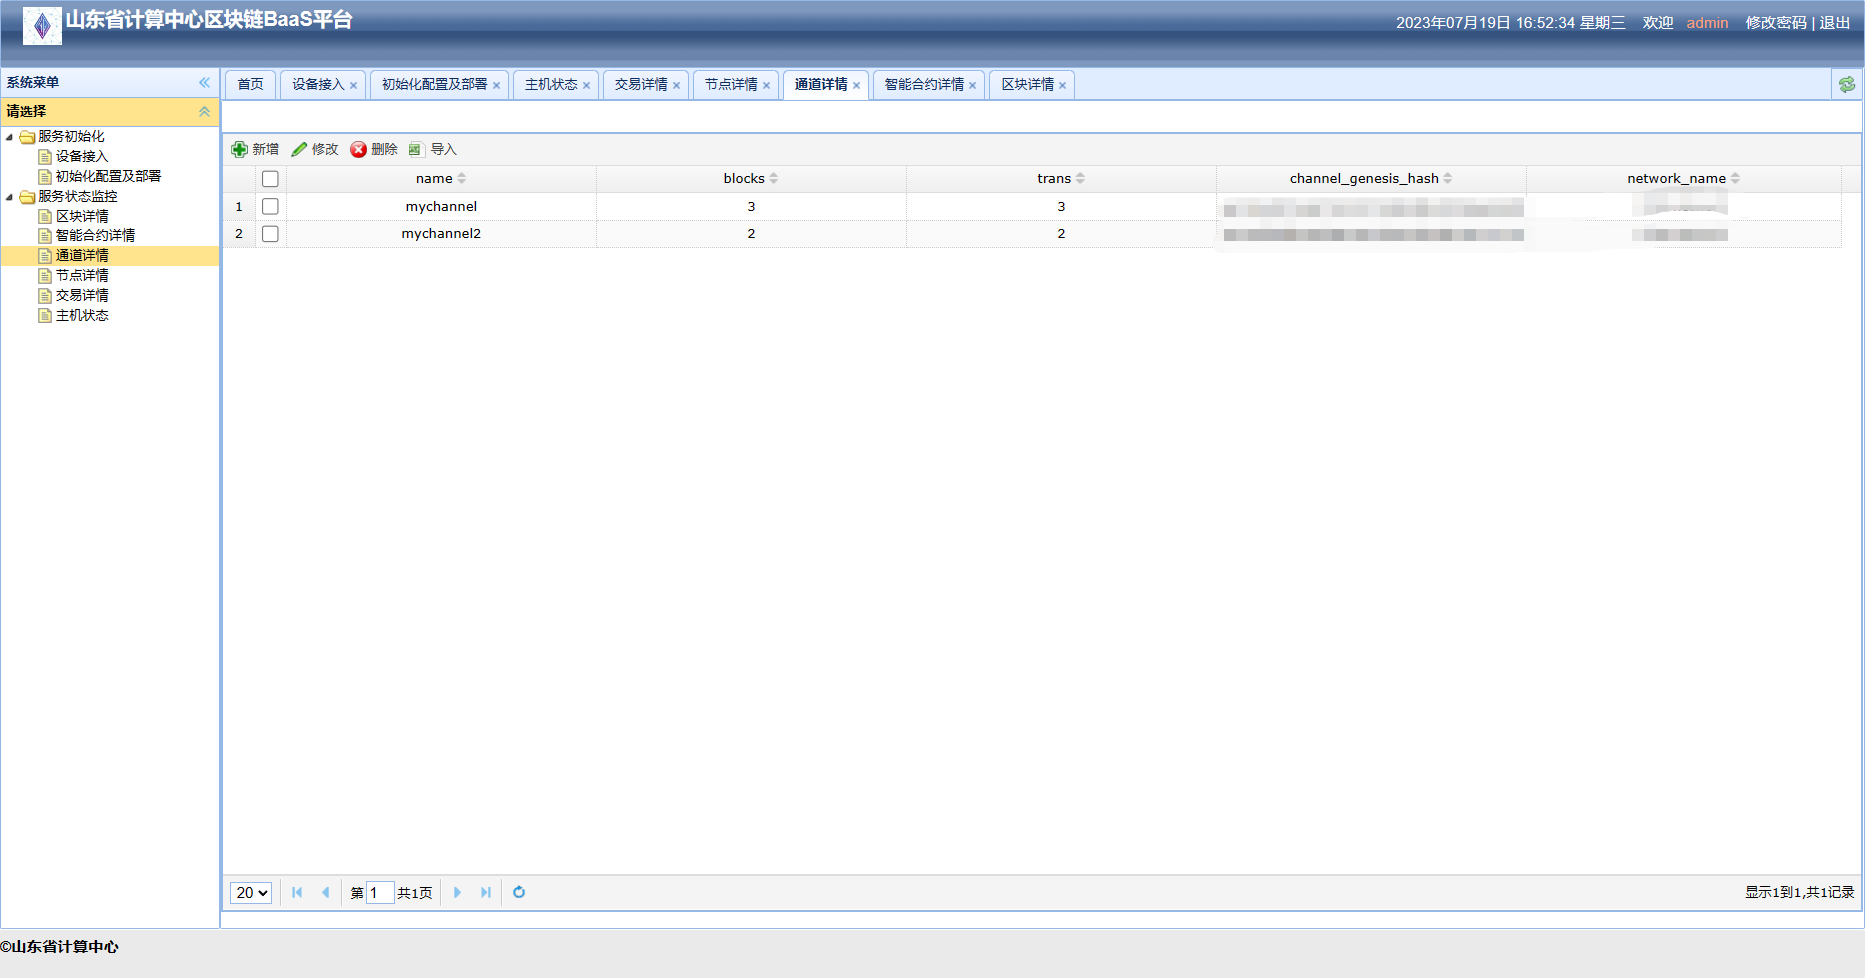 山东省计算中心区块链BaaS平台
2023年07月19日 16:52:34 星期三 欢迎 admin 修改密码 | 退出
系统菜单
首页 设备接入 初始化配置及部署 主机状态 交易详情 节点详情 通道详情 智能合约详情 区块详情
请选择
服务初始化
设备接入
初始化配置及部署
服务状态监控
区块详情
智能合约详情
通道详情
节点详情
交易详情
主机状态
新增 修改 删除 导入
name blocks trans channel_genesis_hash network_name
1 mychannel 3 3
2 mychannel2 2 2
20 第 1 共1页
显示1到1,共1记录
©山东省计算中心